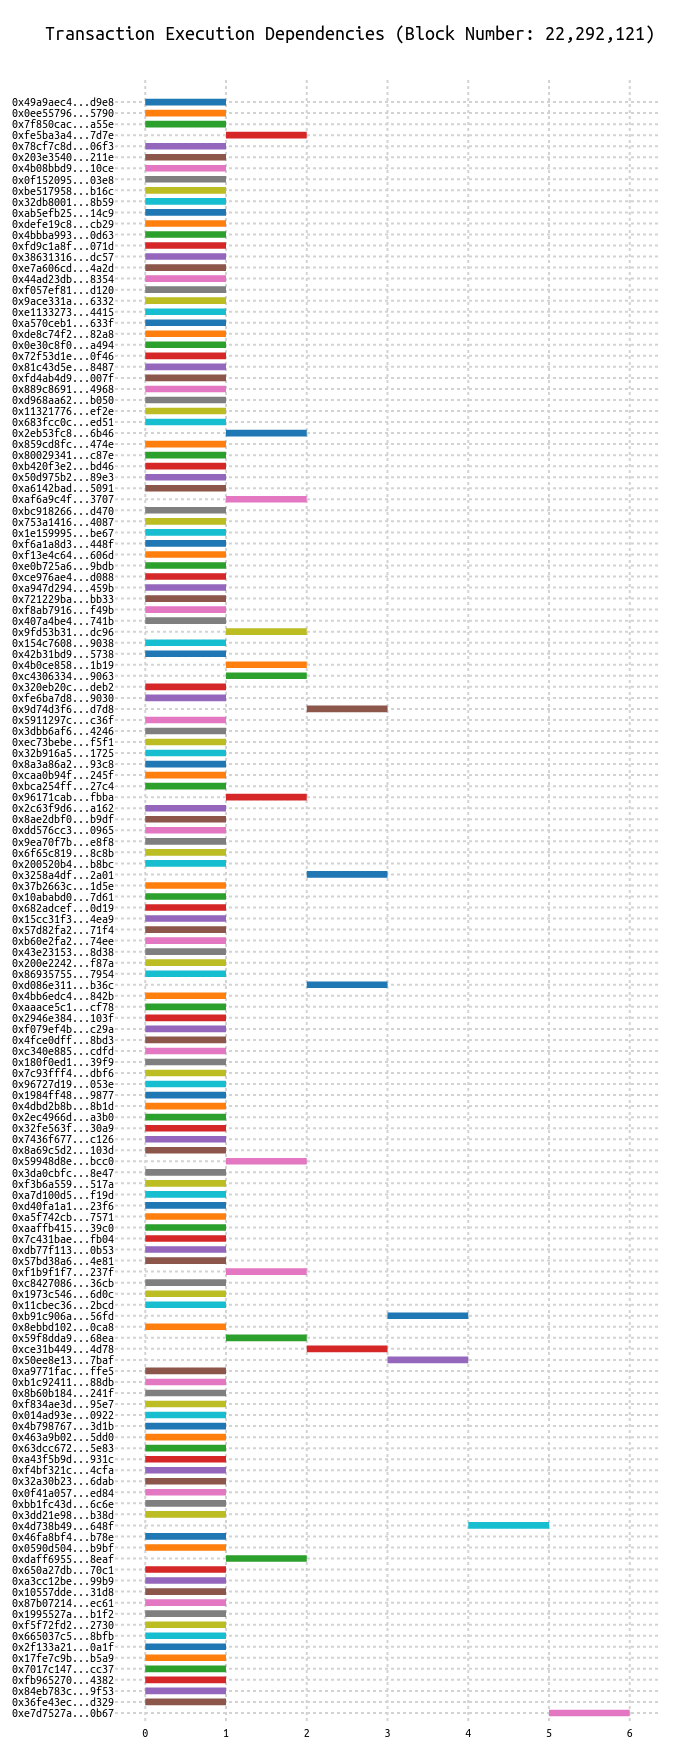 Transaction Execution Dependencies (Block Number: 22,292,121)
0x49a9aec4...d9e8
0x0ee55796...5790
0x7f850cac...a55e
0xfe5ba3a4...7d7e
0x78cf7c8d...06f3
0x203e3540...211e
0x4b08bbd9...10ce
0x0f152095...03e8
0xbe517958...b16c
0x32db8001...8b59
0xab5efb25...14c9
0xdefe19c8...cb29
0x4bbba993...0d63
0xfd9c1a8f...071d
0x38631316...dc57
0xe7a606cd...4a2d
0x44ad23db...8354
0xf057ef81...d120
0x9ace331a...6332
0xe1133273...4415
0xa570ceb1...633f
0xde8c74f2...82a8
0x0e30c8f0...a494
0x72f53d1e...0f46
0x81c43d5e...8487
0xfd4ab4d9...007f
0x889c8691...4968
0xd968aa62...b050
0x11321776...ef2e
0x683fcc0c...ed51
0x2eb53fc8...6b46
0x859cd8fc...474e
0x80029341...c87e
0xb420f3e2...bd46
0x50d975b2...89e3
0xa6142bad...5091
0xaf6a9c4f...3707
0xbc918266...d470
0x753a1416...4087
0x1e159995...be67
0xf6a1a8d3...448f
0xf13e4c64...606d
0xe0b725a6...9bdb
0xce976ae4...d088
0xa947d294...459b
0x721229ba...bb33
0xf8ab7916...f49b
0x407a4be4...741b
0x9fd53b31...dc96
0x154c7608...9038
0x42b31bd9...5738
0x4b0ce858...1b19
0xc4306334...9063
0x320eb20c...deb2
0xfe6ba7d8...9030
0x9d74d3f6...d7d8
0x5911297c...c36f
0x3dbb6af6...4246
0xec73bebe...f5f1
0x32b916a5...1725
0x8a3a86a2...93c8
0xcaa0b94f...245f
0xbca254ff...27c4
0x96171cab...fbba
0x2c63f9d6...a162
0x8ae2dbf0...b9df
0xdd576cc3...0965
0x9ea70f7b...e8f8
0x6f65c819...8c8b
0x200520b4...b8bc
0x3258a4df...2a01
0x37b2663c...1d5e
0x10ababd0...7d61
0x682adcef...0d19
0x15cc31f3...4ea9
0x57d82fa2...71f4
0xb60e2fa2...74ee
0x43e23153...8d38
0x200e2242...f87a
0x86935755...7954
0xd086e311...b36c
0x4bb6edc4...842b
0xaaace5c1...cf78
0x2946e384...103f
0xf079ef4b...c29a
0x4fce0dff...8bd3
0xc340e885...cdfd
0x180f0ed1...39f9
0x7c93fff4...dbf6
0x96727d19...053e
0x1984ff48...9877
0x4dbd2b8b...8b1d
0x2ec4966d...a3b0
0x32fe563f...30a9
0x7436f677...c126
0x8a69c5d2...103d
0x59948d8e...bcc0
0x3da0cbfc...8e47
0xf3b6a559...517a
0xa7d100d5...f19d
0xd40fa1a1...23f6
0xa5f742cb...7571
0xaaffb415...39c0
0x7c431bae...fb04
0xdb77f113...0b53
0x57bd38a6...4e81
0xf1b9f1f7...237f
0xc8427086...36cb
0x1973c546...6d0c
0x11cbec36...2bcd
0xb91c906a...56fd
0x8ebbd102...0ca8
0x59f8dda9...68ea
0xce31b449...4d78
0x50ee8e13...7baf
0xa9771fac...ffe5
0xb1c92411...88db
0x8b60b184...241f
0xf834ae3d...95e7
0x014ad93e...0922
0x4b798767...3d1b
0x463a9b02...5dd0
0x63dcc672...5e83
0xa43f5b9d...931c
0xf4bf321c...4cfa
0x32a30b23...6dab
0x0f41a057...ed84
0xbb1fc43d...6c6e
0x3dd21e98...b38d
0x4d738b49...648f
0x46fa8bf4...b78e
0x0590d504...b9bf
0xdaff6955...8eaf
0x650a27db...70c1
0xa3cc12be...99b9
0x10557dde...31d8
0x87b07214...ec61
0x1995527a...b1f2
0xf5f72fd2...2730
0x665037c5...8bfb
0x2f133a21...0a1f
0x17fe7c9b...b5a9
0x7017c147...cc37
0xfb965270...4382
0x84eb783c...9f53
0x36fe43ec...d329
0xe7d7527a...0b67
0 1 2 3 4 5 6